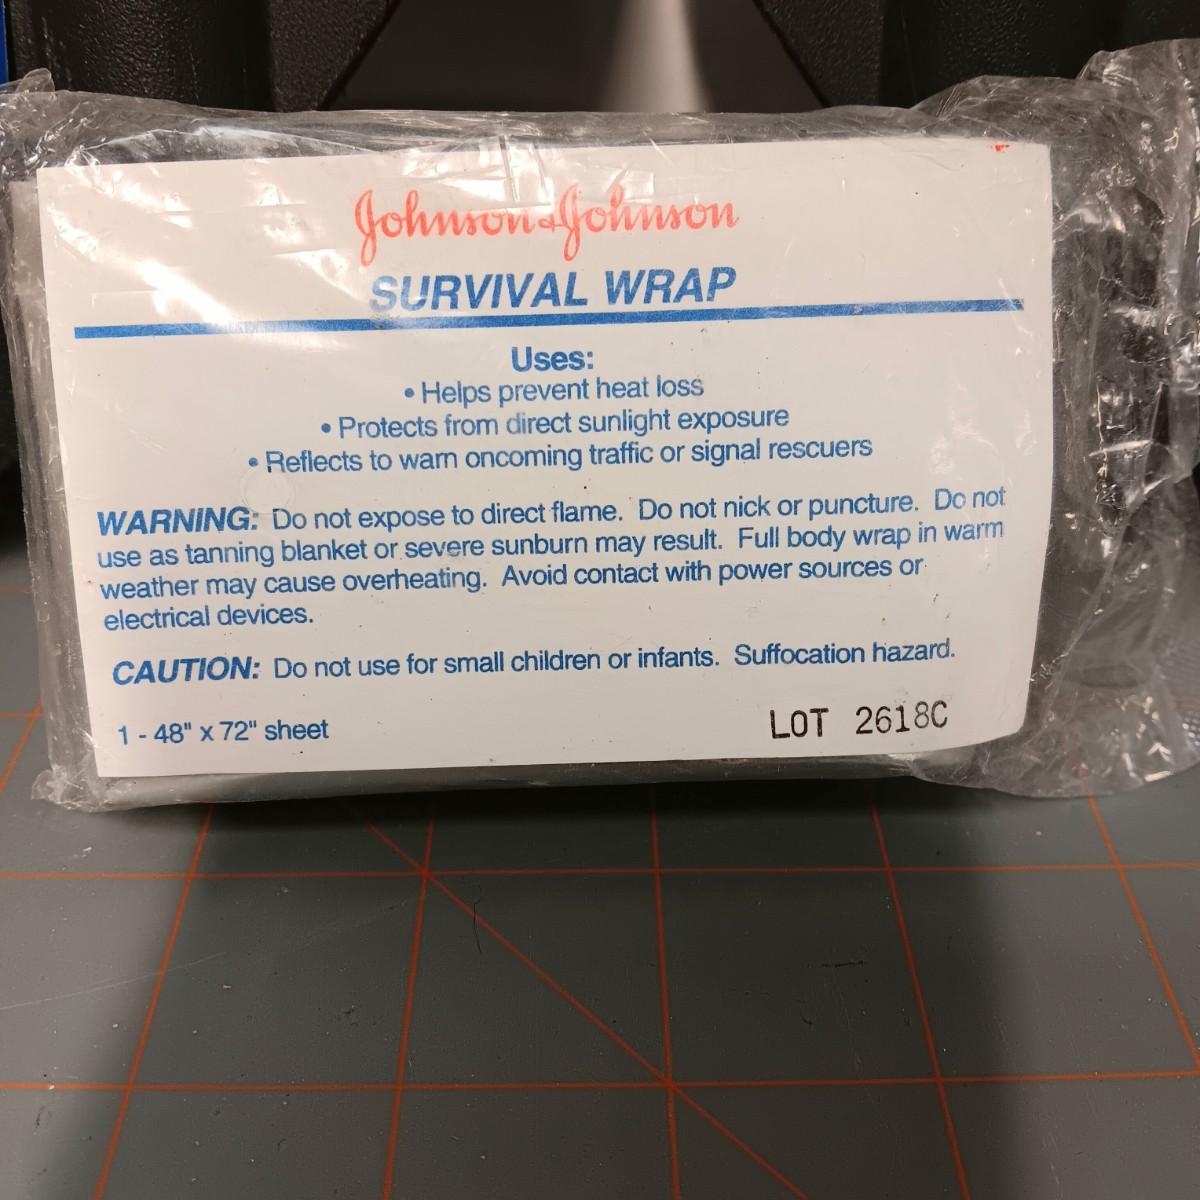 Johnson & Johnson
SURVIVAL WRAP
Uses:
• Helps prevent heat loss
• Protects from direct sunlight exposure
• Reflects to warn oncoming traffic or signal rescuers
WARNING: Do not expose to direct flame. Do not nick or puncture. Do not
use as tanning blanket or severe sunburn may result. Full body wrap in warm
weather may cause overheating. Avoid contact with power sources or
electrical devices.
CAUTION: Do not use for small children or infants. Suffocation hazard.
1 - 48" x 72" sheet
LOT 2618C